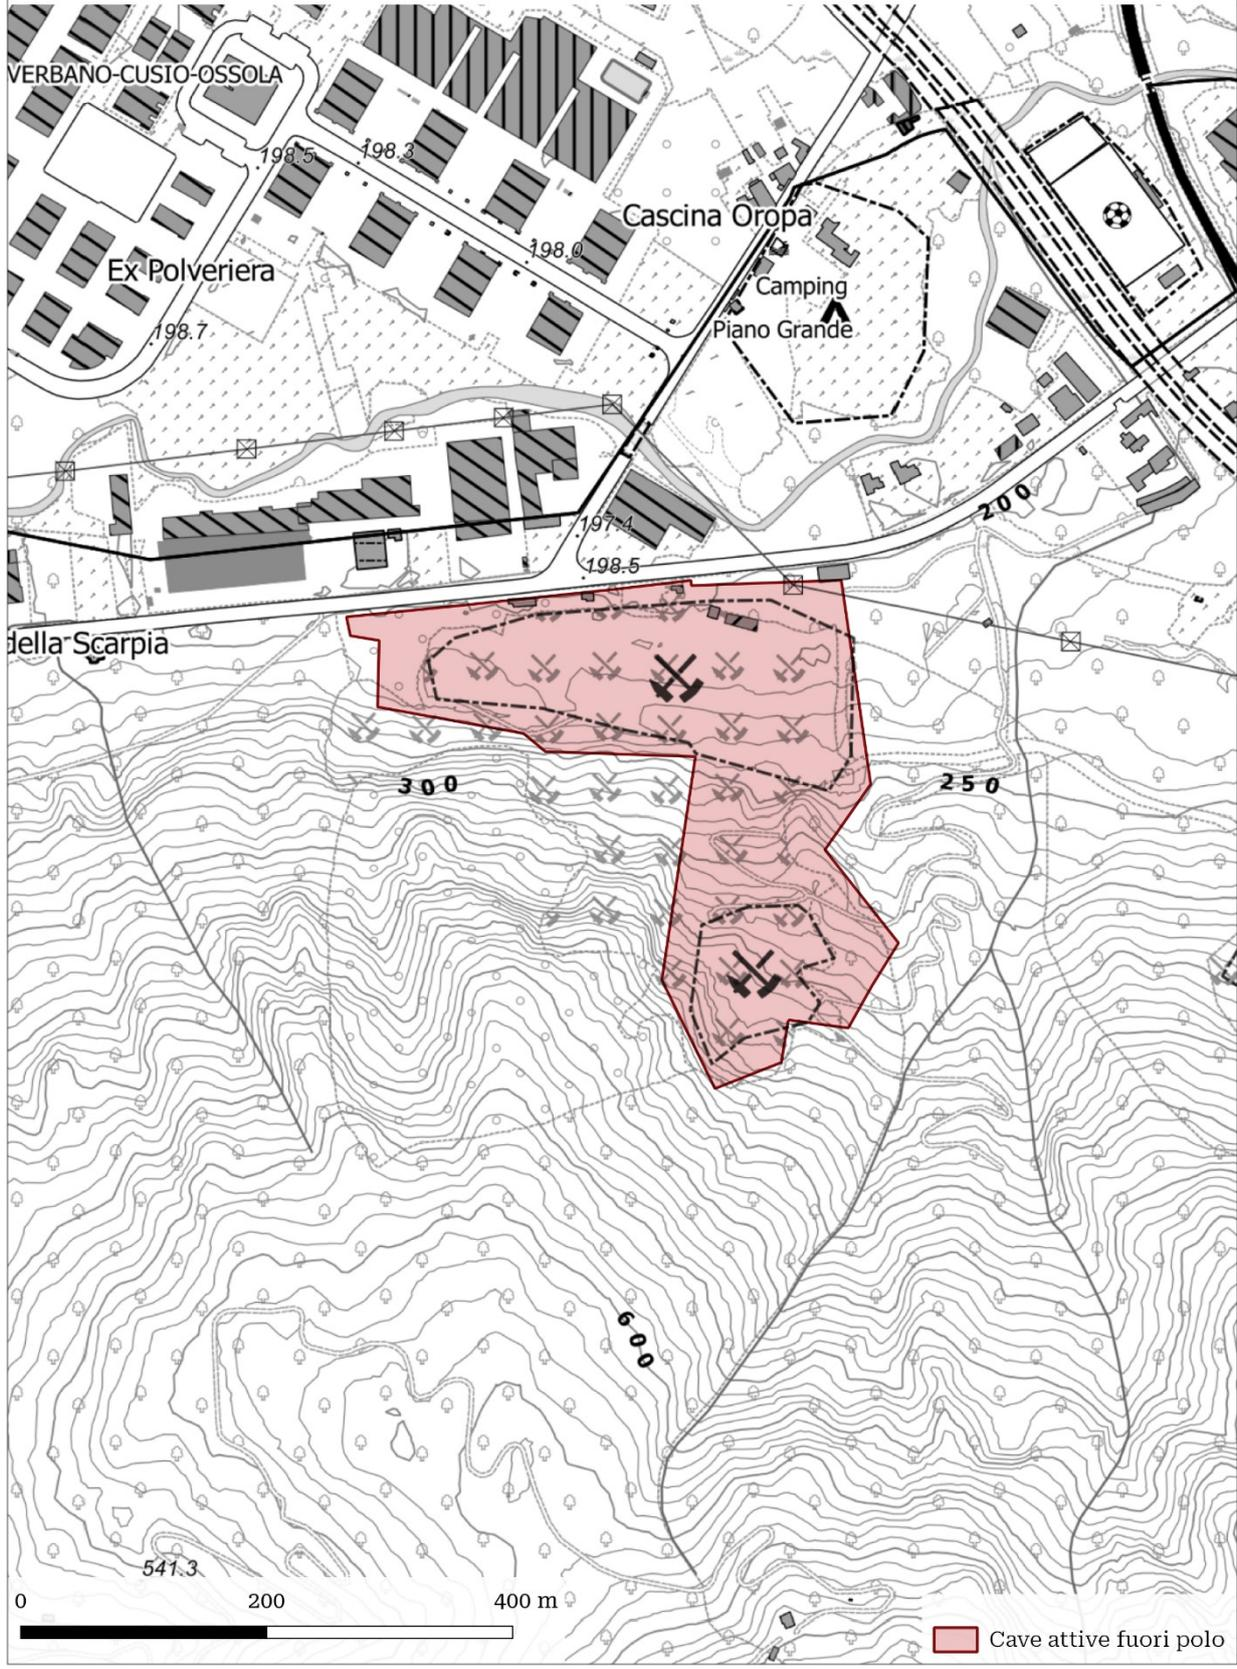 VERBANO-CUSIO-OSSOLA
198.5
198.3
Cascina Oropa
198.0
Ex Polveriera
Camping
Piano Grande
198.7
200
197.4
198.5
della Scarpia
300
250
600
541.3
0 200 400 m
Cave attive fuori polo